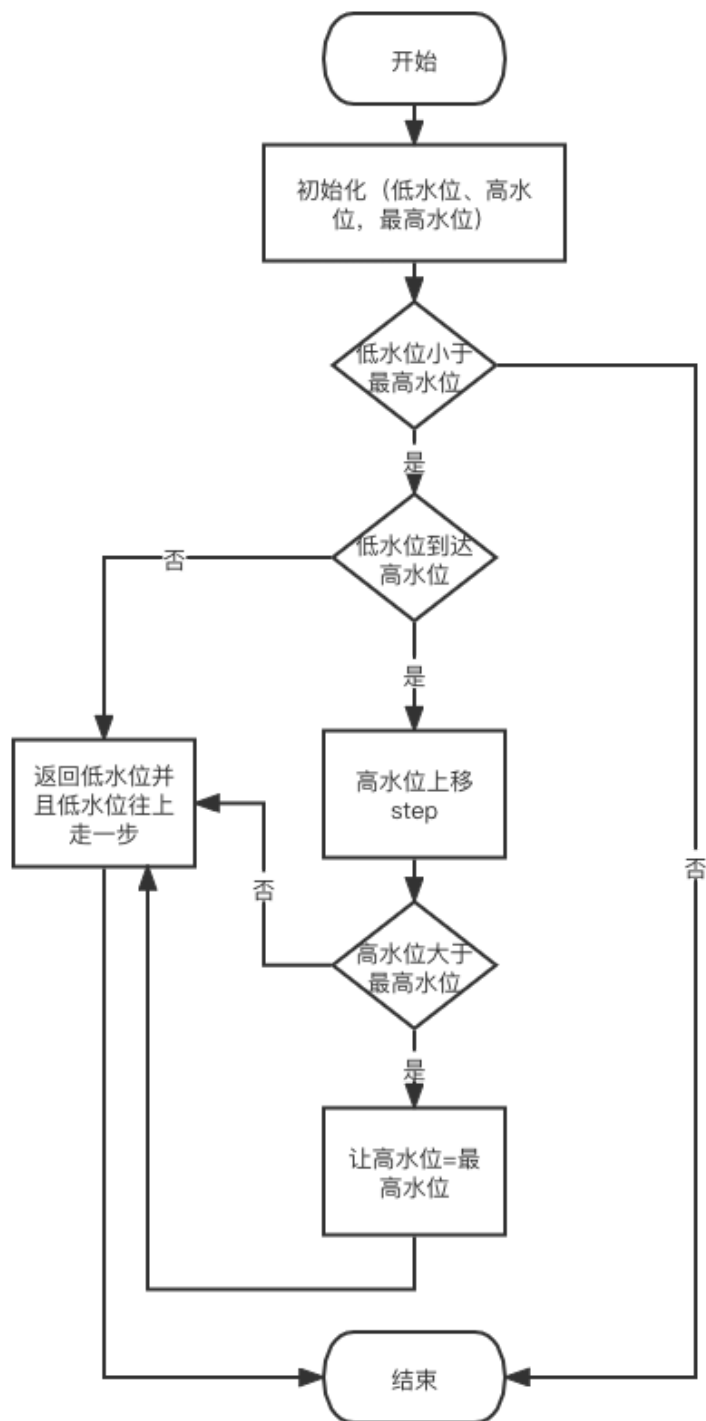 开始
初始化（低水位、高水
位，最高水位）
低水位小于
最高水位
是
低水位到达
高水位
否
是
返回低水位并
且低水位往上
走一步
高水位上移
step
否
否
高水位大于
最高水位
是
让高水位=最
高水位
结束